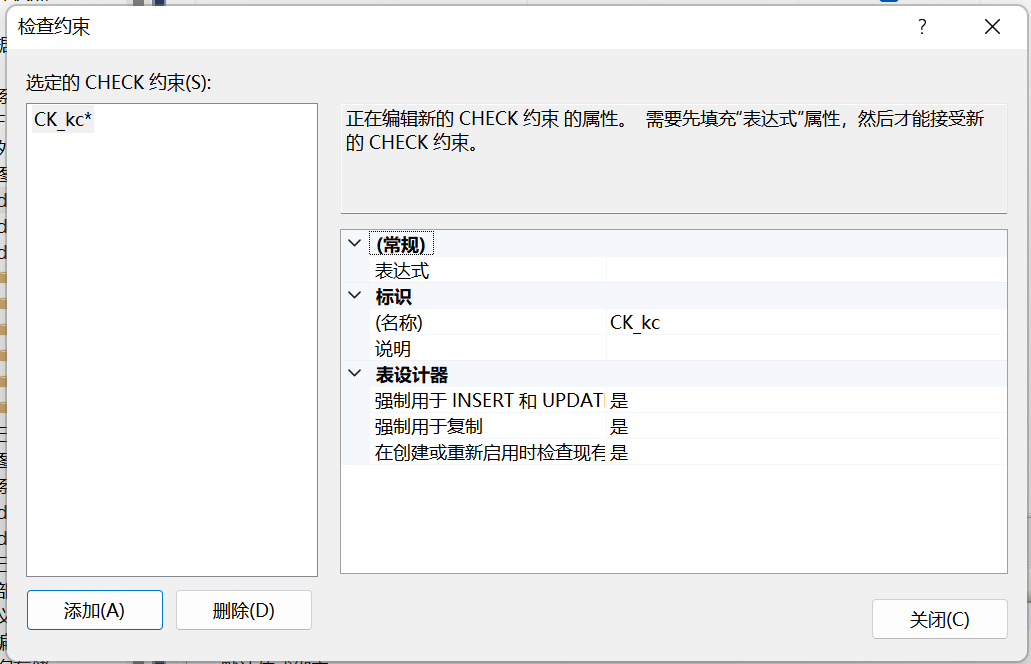 检查约束
选定的 CHECK 约束(S):
CK_kc*
正在编辑新的 CHECK 约束 的属性。 需要先填充"表达式"属性，然后才能接受新
的 CHECK 约束。
(常规)
表达式
标识
(名称) CK_kc
说明
表设计器
强制用于 INSERT 和 UPDATI 是
强制用于复制 是
在创建或重新启用时检查现有 是
添加(A)
删除(D)
关闭(C)